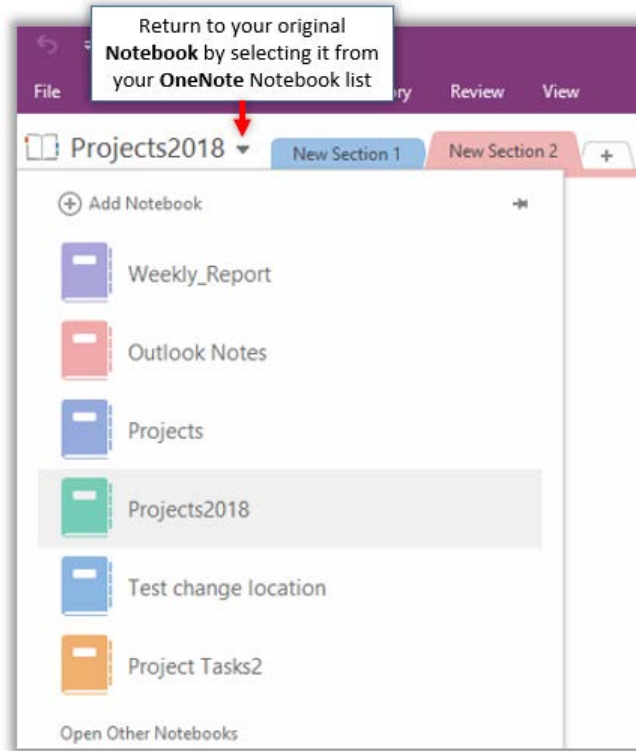 Return to your original
Notebook by selecting it from
your OneNote Notebook list
File
ry
Review
View
Projects2018
New Section 1
New Section 2
+
Add Notebook
Weekly_Report
Outlook Notes
Projects
Projects2018
Test change location
Project Tasks2
Open Other Notebooks